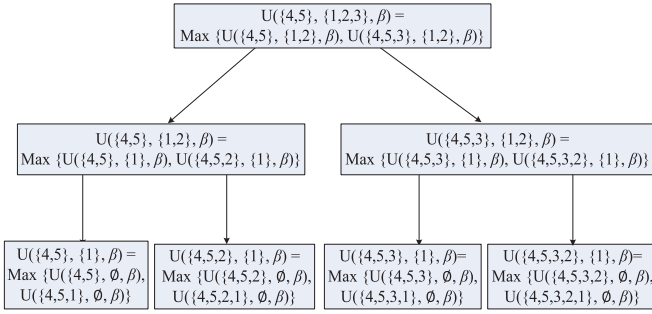 U({4,5}, {1,2,3}, β) =
Max {U({4,5}, {1,2}, β), U({4,5,3}, {1,2}, β)}
U({4,5}, {1,2}, β) =
Max {U({4,5}, {1}, β), U({4,5,2}, {1}, β)}
U({4,5,3}, {1,2}, β) =
Max {U({4,5,3}, {1}, β), U({4,5,3,2}, {1}, β)}
U({4,5}, {1}, β) =
Max {U({4,5}, ∅, β),
U({4,5,1}, ∅, β)}
U({4,5,2}, {1}, β) =
Max {U({4,5,2}, ∅, β),
U({4,5,2,1}, ∅, β)}
U({4,5,3}, {1}, β)=
Max {U({4,5,3}, ∅, β),
U({4,5,3,1}, ∅, β)}
U({4,5,3,2}, {1}, β)=
Max {U({4,5,3,2}, ∅, β),
U({4,5,3,2,1}, ∅, β)}